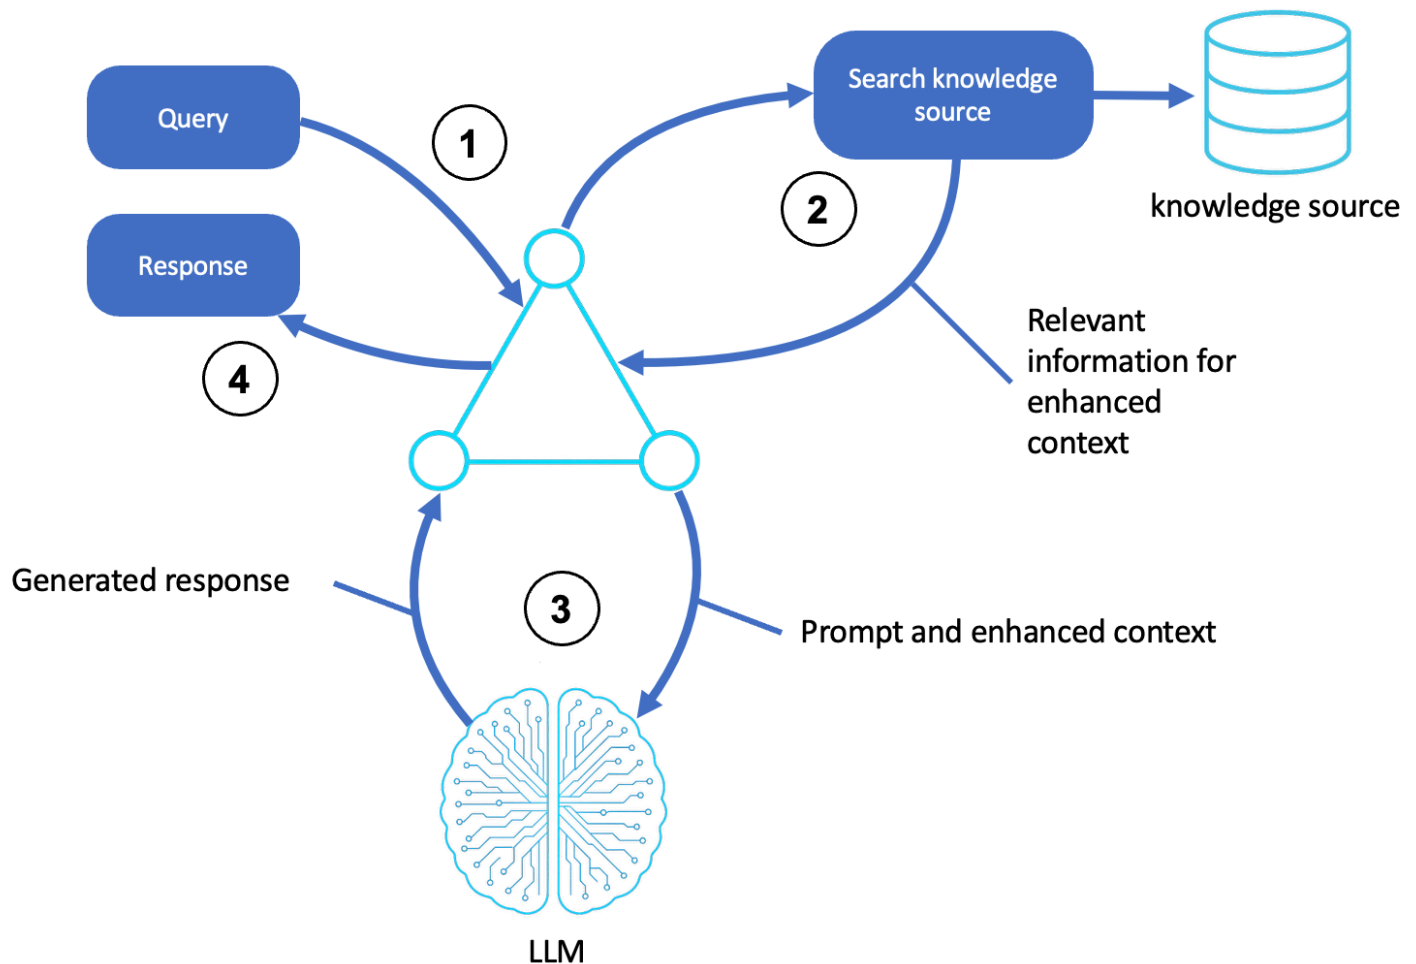 Query
1
Search knowledge
source
knowledge source
2
Response
4
Relevant
information for
enhanced
context
Generated response
3
Prompt and enhanced context
LLM